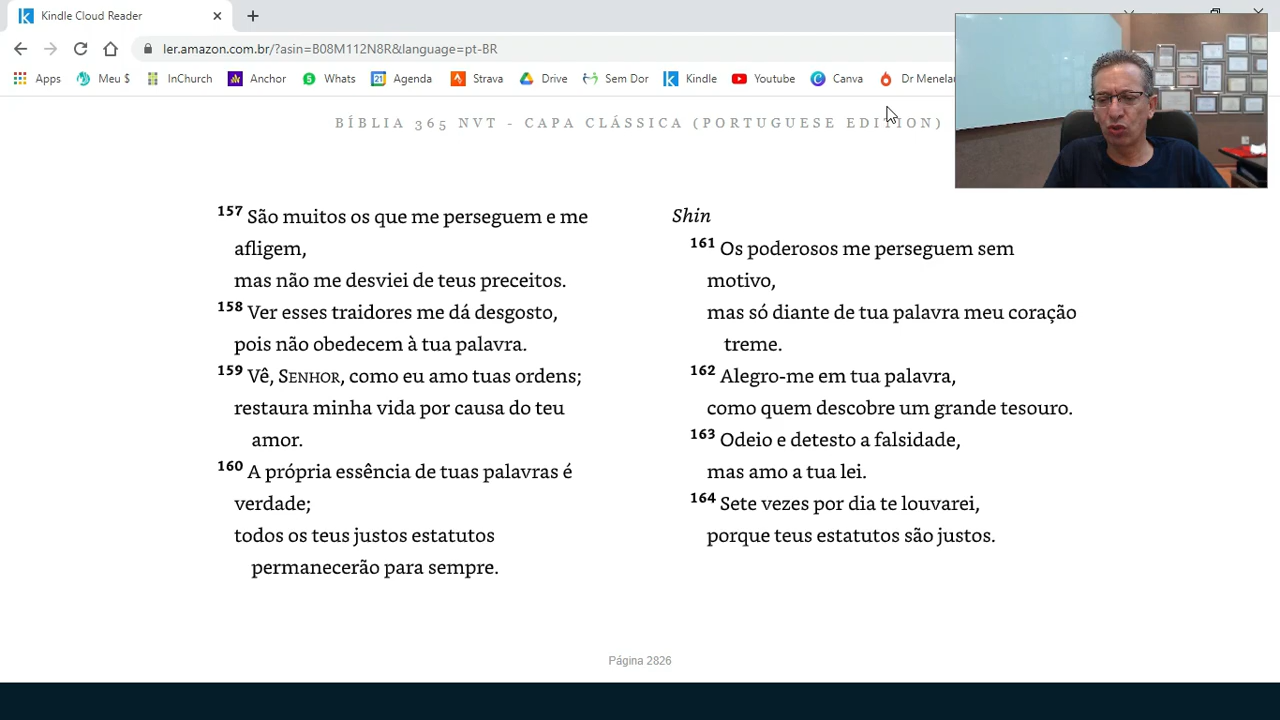 Kindle Cloud Reader
ler.amazon.com.br/?asin=B08M112N8R&language=pt-BR
Apps Meu $ InChurch Anchor Whats 21 Agenda Strava Drive Sem Dor Kindle Youtube Canva Dr Menelau
BÍBLIA 365 NVT - CAPA CLÁSSICA (PORTUGUESE EDITION)
157 São muitos os que me perseguem e me
afligem,
mas não me desviei de teus preceitos.
158 Ver esses traidores me dá desgosto,
pois não obedecem à tua palavra.
159 Vê, SENHOR, como eu amo tuas ordens;
restaura minha vida por causa do teu
amor.
160 A própria essência de tuas palavras é
verdade;
todos os teus justos estatutos
permanecerão para sempre.
Shin
161 Os poderosos me perseguem sem
motivo,
mas só diante de tua palavra meu coração
treme.
162 Alegro-me em tua palavra,
como quem descobre um grande tesouro.
163 Odeio e detesto a falsidade,
mas amo a tua lei.
164 Sete vezes por dia te louvarei,
porque teus estatutos são justos.
Página 2826